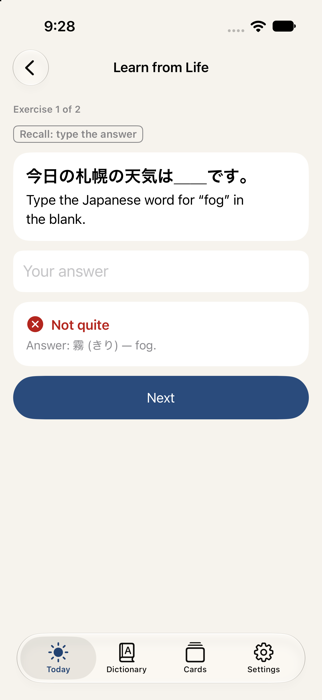 9:28
Learn from Life
Exercise 1 of 2
Recall: type the answer
今日の札幌の天気は____です。
Type the Japanese word for “fog” in
the blank.
Your answer
Not quite
Answer: 霧 (きり) — fog.
Next
Today
Dictionary
Cards
Settings